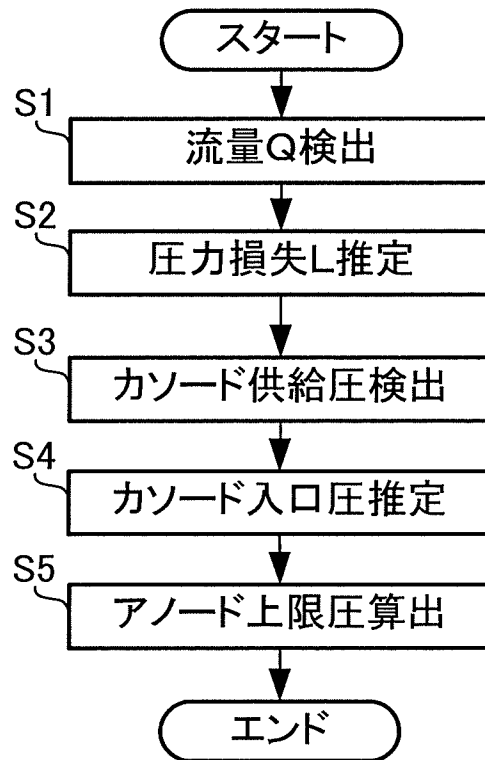 スタート
S1
流量Q検出
S2
圧力損失L推定
S3
カソード供給圧検出
S4
カソード入口圧推定
S5
アノード上限圧算出
エンド